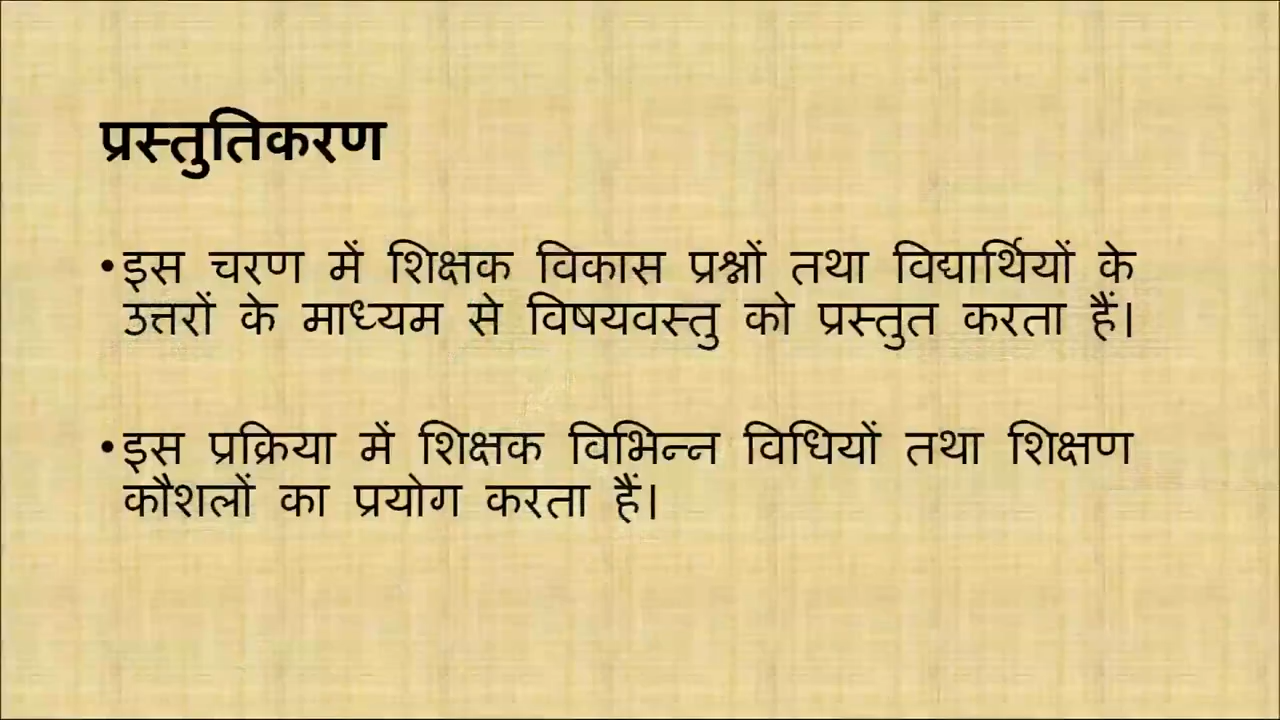 प्रस्तुतिकरण
•इस चरण में शिक्षक विकास प्रश्नों तथा विद्यार्थियों के
उत्तरों के माध्यम से विषयवस्तु को प्रस्तुत करता हैं।
•इस प्रक्रिया में शिक्षक विभिन्न विधियों तथा शिक्षण
कौशलों का प्रयोग करता हैं।